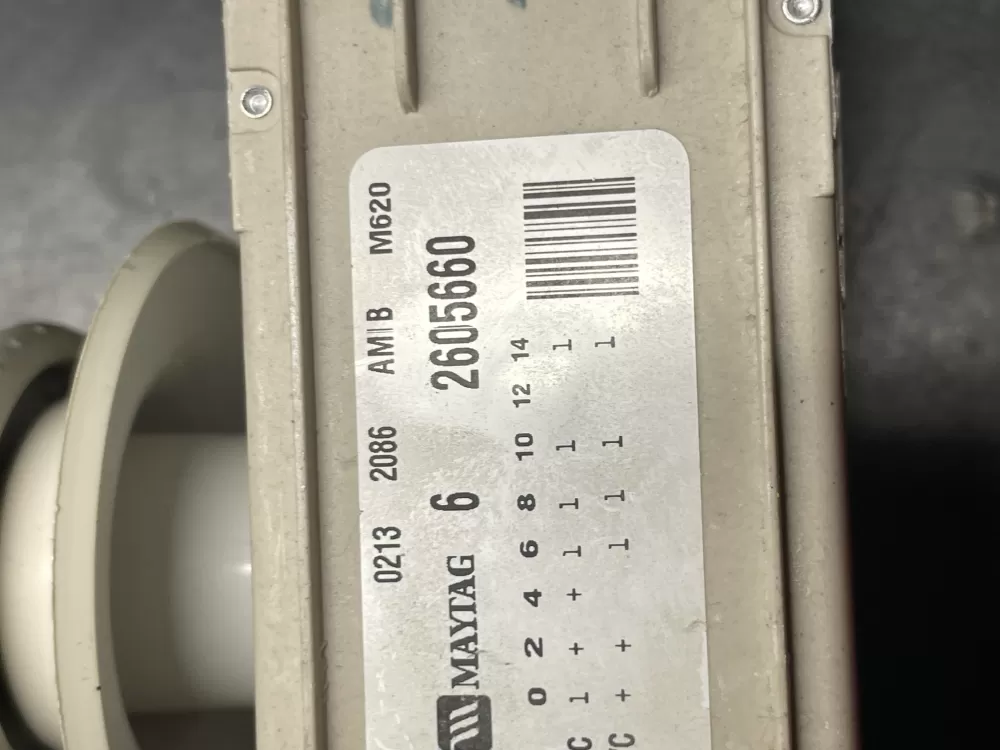 0213 2086 AMIB M620
MAYTAG 6 2605660
0 2 4 6 8 10 12 14
C 1 + + 1 1 1 1
C + + 1 1 1 1